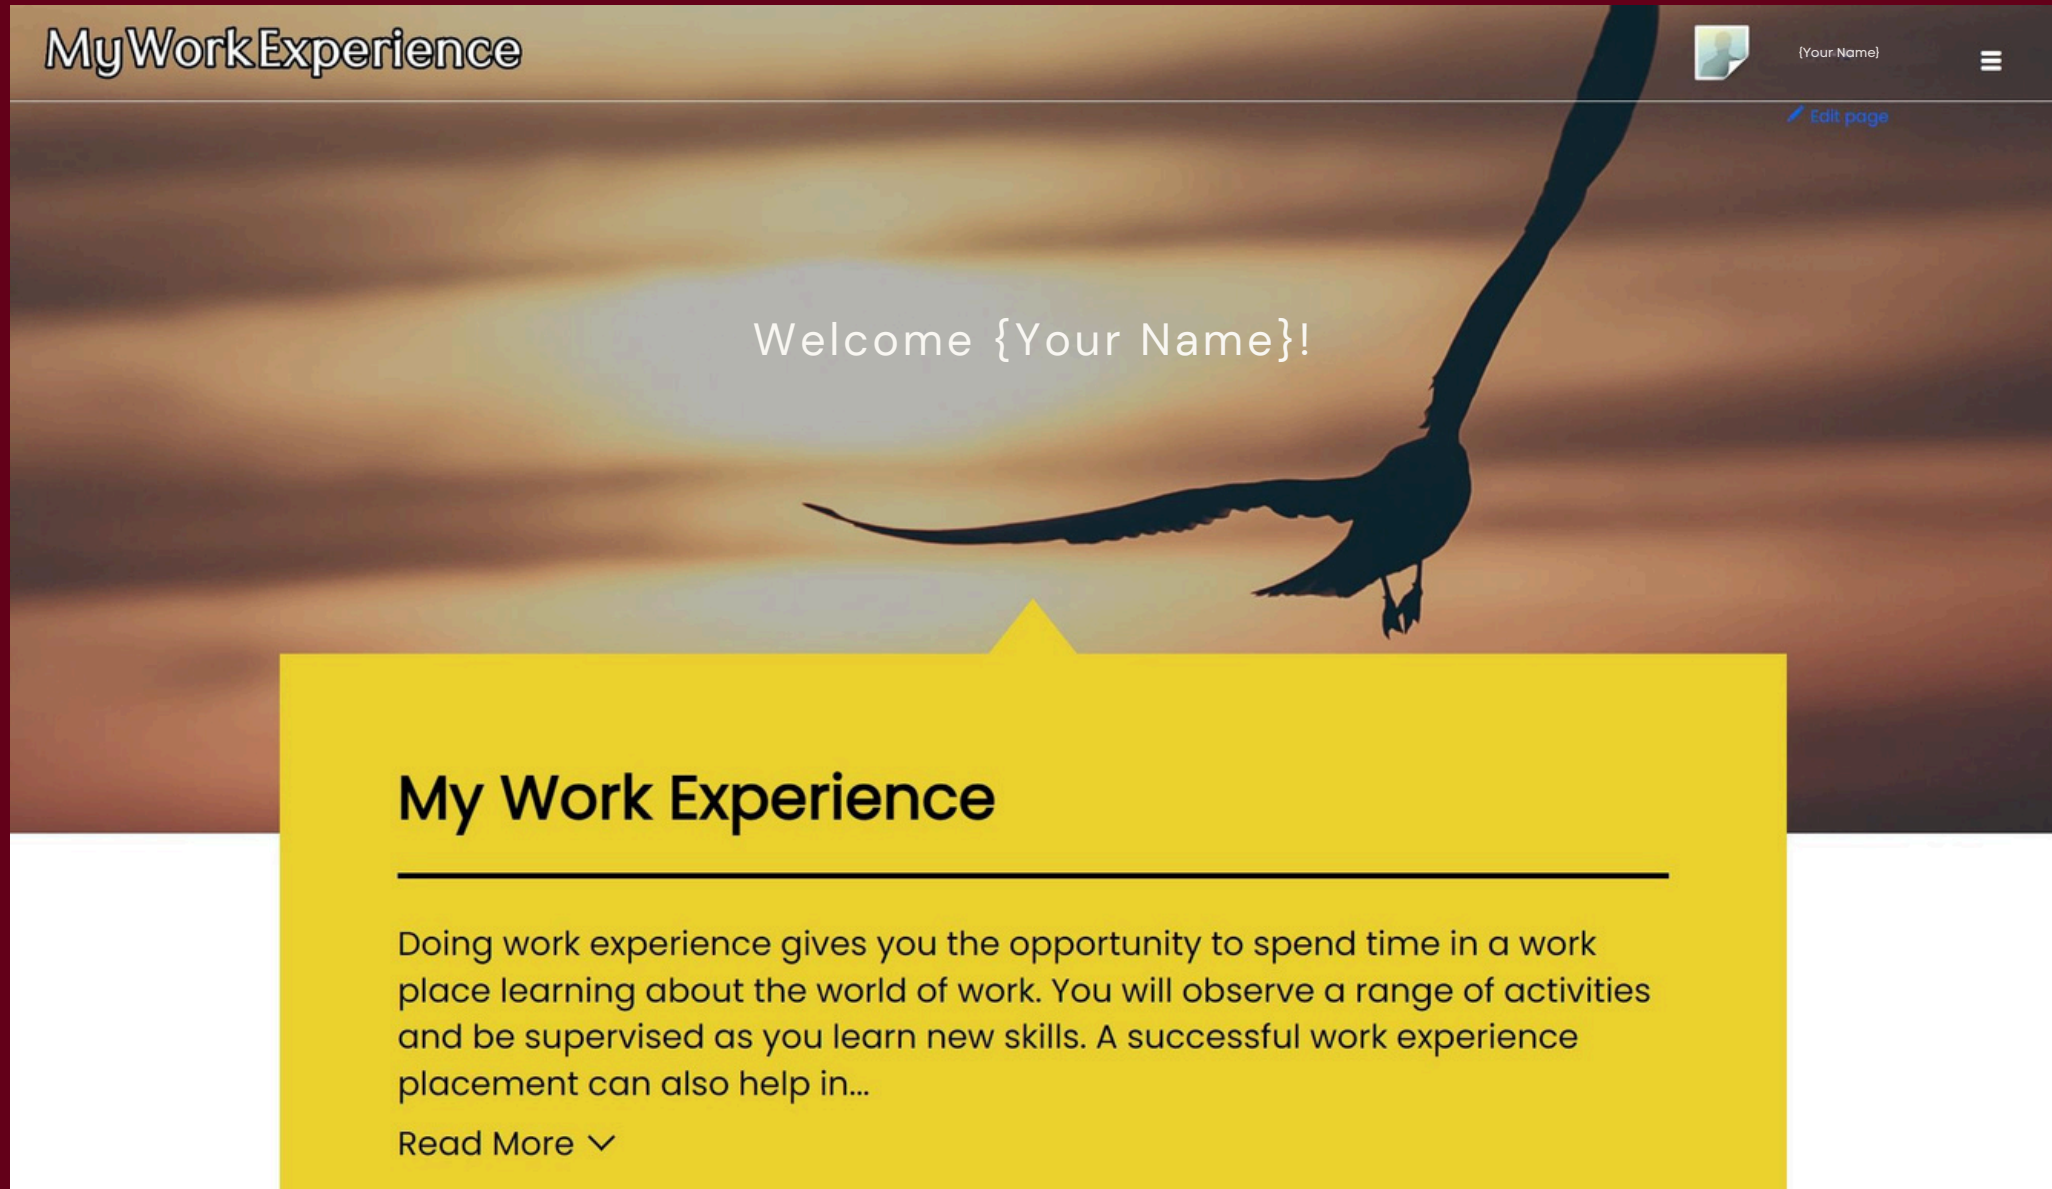 MyWorkExperience
{Your Name}
Edit page
Welcome {Your Name}!
My Work Experience
Doing work experience gives you the opportunity to spend time in a work
place learning about the world of work. You will observe a range of activities
and be supervised as you learn new skills. A successful work experience
placement can also help in...
Read More